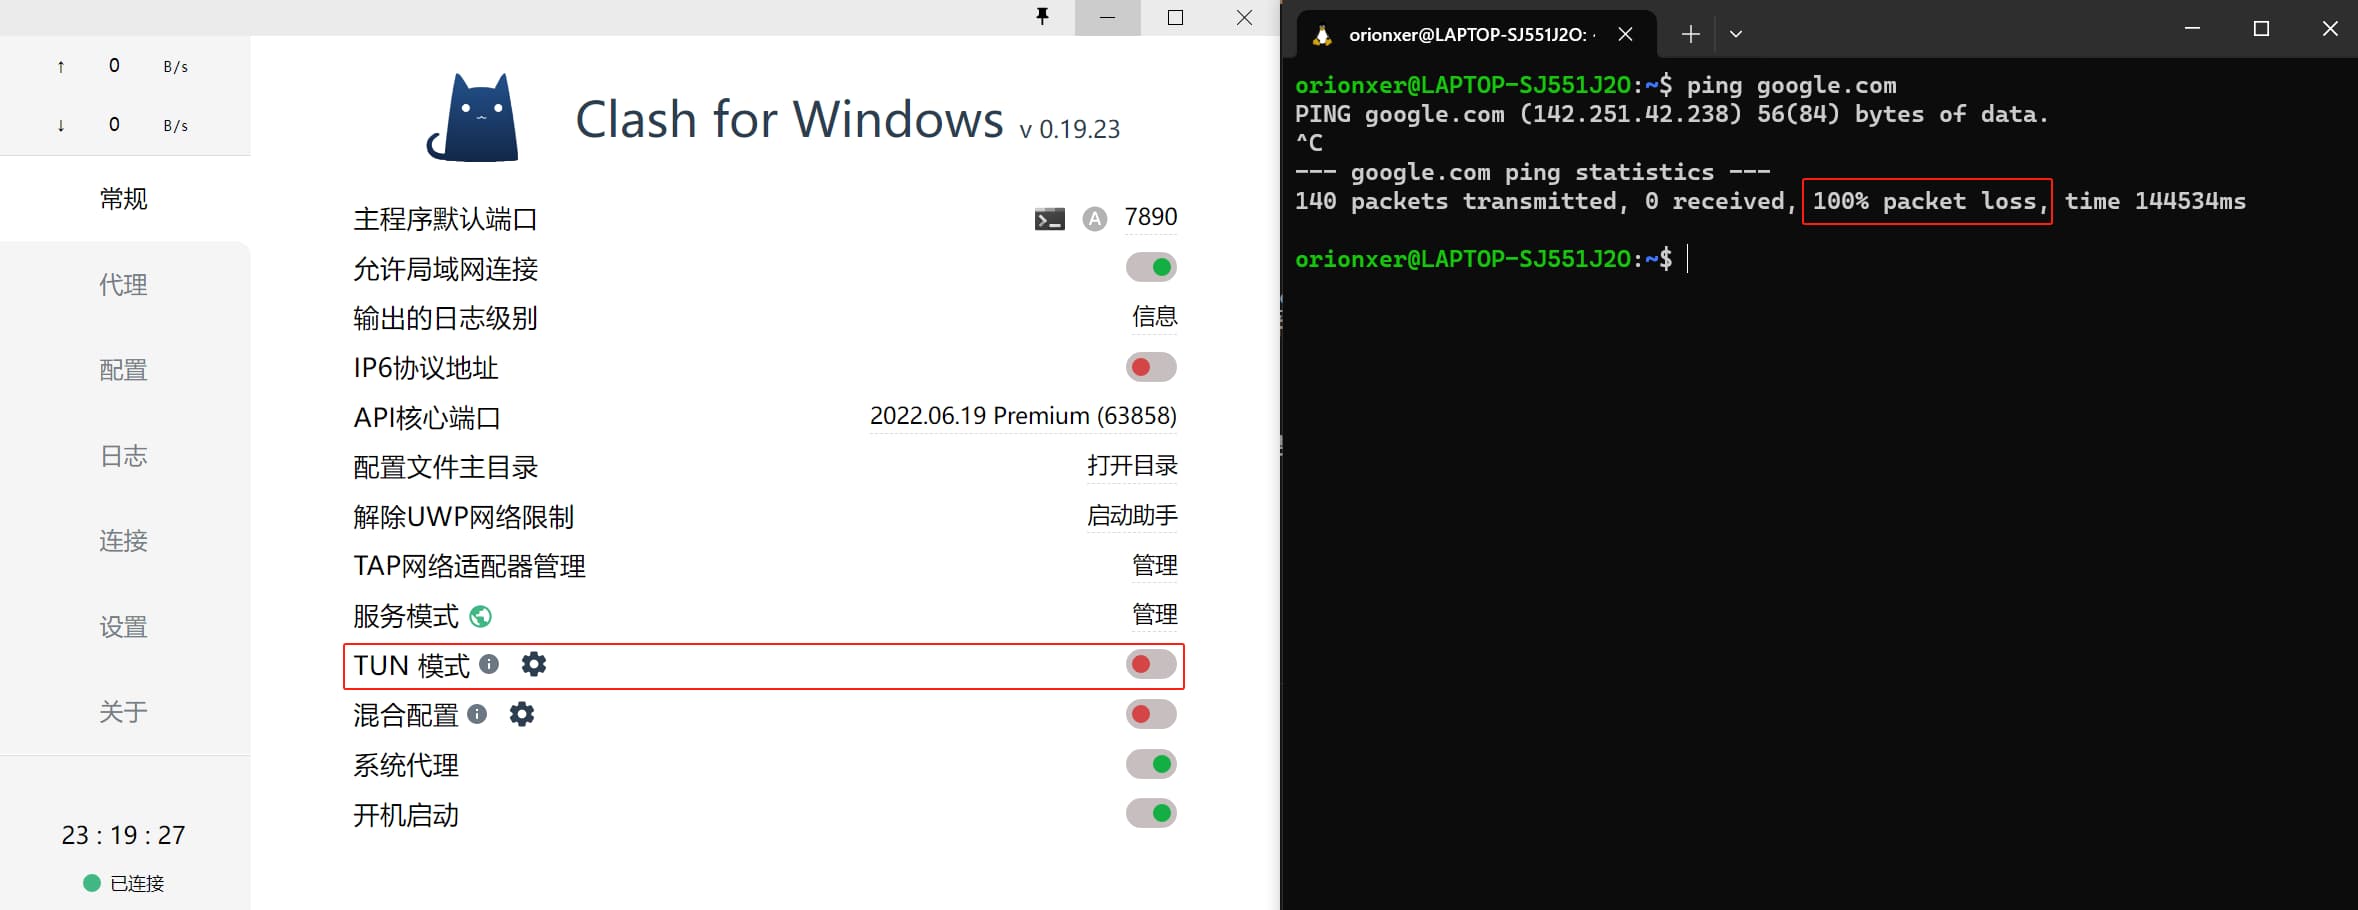 ↑ 0 B/s
↓ 0 B/s
常规
代理
配置
日志
连接
设置
关于
23 : 19 : 27
已连接
Clash for Windows v 0.19.23
主程序默认端口 A 7890
允许局域网连接
输出的日志级别 信息
IP6协议地址
API核心端口 2022.06.19 Premium (63858)
配置文件主目录 打开目录
解除UWP网络限制 启动助手
TAP网络适配器管理 管理
服务模式 管理
TUN 模式
混合配置
系统代理
开机启动
orionxer@LAPTOP-SJ551J2O: ·
orionxer@LAPTOP-SJ551J2O:~$ ping google.com
PING google.com (142.251.42.238) 56(84) bytes of data.
^C
--- google.com ping statistics ---
140 packets transmitted, 0 received, 100% packet loss, time 144534ms
orionxer@LAPTOP-SJ551J2O:~$